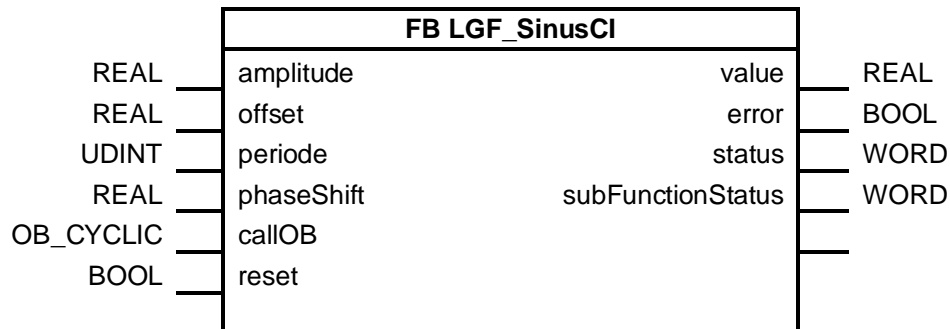 FB LGF_SinusCI
REAL amplitude value REAL
REAL offset error BOOL
UDINT periode status WORD
REAL phaseShift subFunctionStatus WORD
OB_CYCLIC callOB
BOOL reset